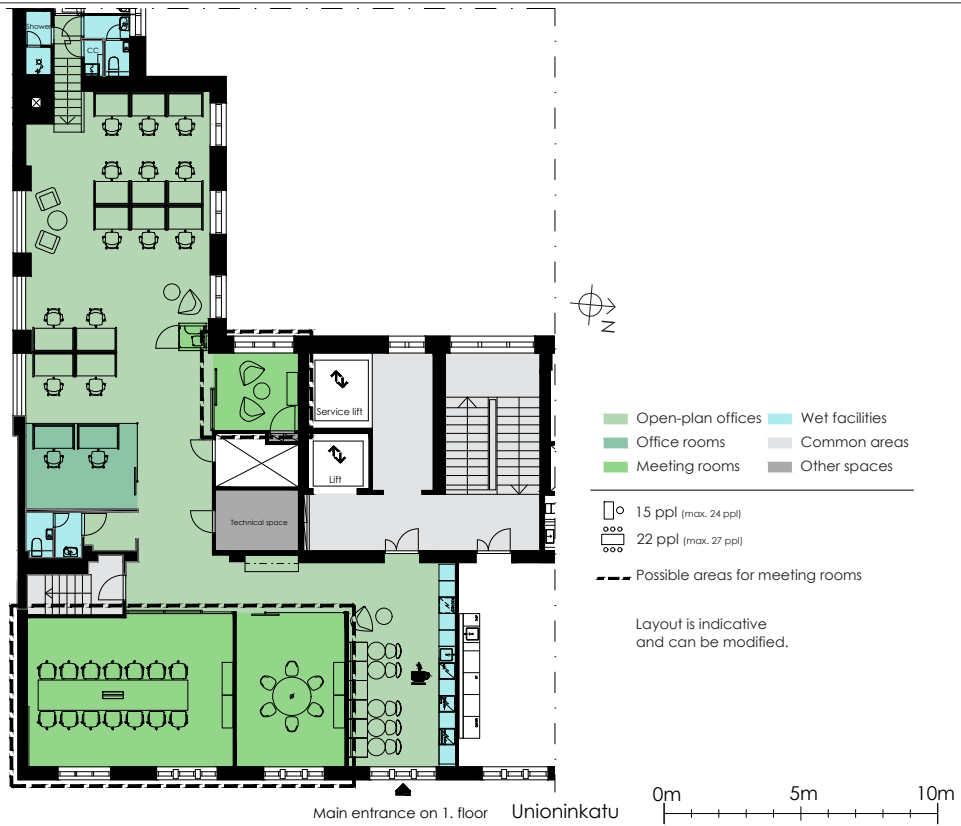 Shower
CC
N
Service lift
Lift
Technical space
Open-plan offices
Wet facilities
Office rooms
Common areas
Meeting rooms
Other spaces
15 ppl (max. 24 ppl)
22 ppl (max. 27 ppl)
Possible areas for meeting rooms
Layout is indicative
and can be modified.
Main entrance on 1. floor
Unioninkatu
0m
5m
10m